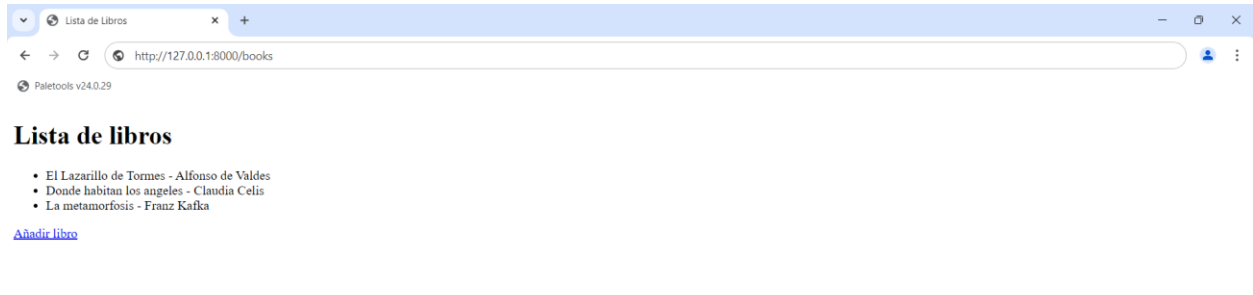 Lista de Libros
http://127.0.0.1:8000/books
Paletools v24.0.29
Lista de libros
• El Lazarillo de Tormes - Alfonso de Valdes
• Donde habitan los angeles - Claudia Celis
• La metamorfosis - Franz Kafka
Añadir libro